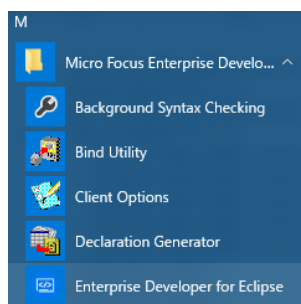 M
Micro Focus Enterprise Develo...
Background Syntax Checking
Bind Utility
Client Options
Declaration Generator
Enterprise Developer for Eclipse